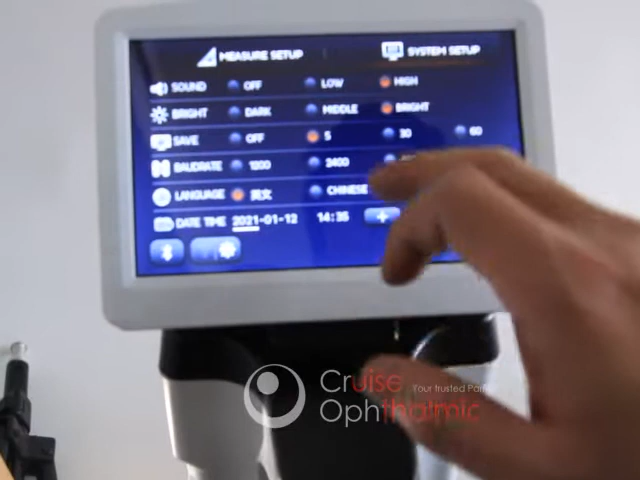 MEASURE SETUP SYSTEM SETUP
SOUND OFF LOW HIGH
BRIGHT DARK MIDDLE BRIGHT
SAVE OFF 5 30 60
BAUDRATE 1200 2400
LANGUAGE 英文 CHINESE
DATE TIME 2021-01-12 14:35 +
Cruise Your trusted
Ophthalmic